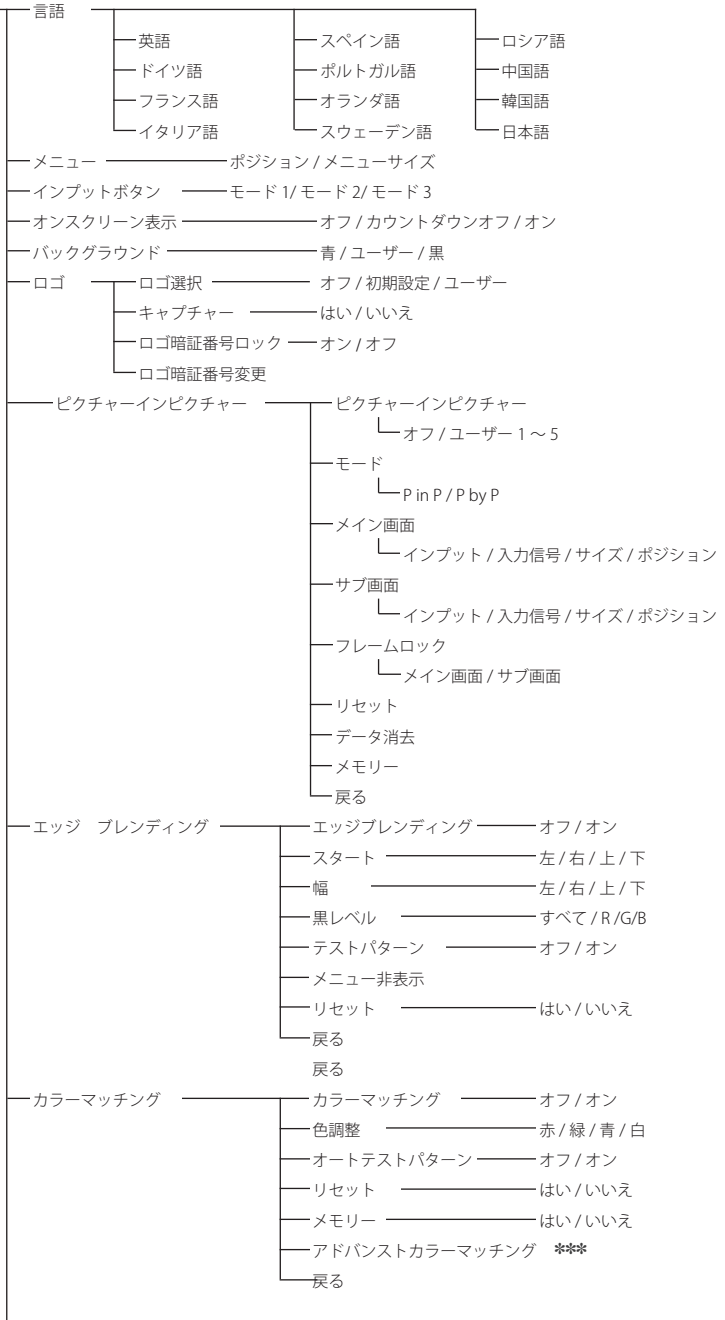 言語
英語 スペイン語 ロシア語
ドイツ語 ポルトガル語 中国語
フランス語 オランダ語 韓国語
イタリア語 スウェーデン語 日本語
メニュー ポジション / メニューサイズ
インプットボタン モード 1/ モード 2/ モード 3
オンスクリーン表示 オフ / カウントダウンオフ / オン
バックグラウンド 青 / ユーザー / 黒
ロゴ ロゴ選択 オフ / 初期設定 / ユーザー
キャプチャー はい / いいえ
ロゴ暗証番号ロック オン / オフ
ロゴ暗証番号変更
ピクチャーインピクチャー ピクチャーインピクチャー
オフ / ユーザー 1 〜 5
モード
P in P / P by P
メイン画面
インプット / 入力信号 / サイズ / ポジション
サブ画面
インプット / 入力信号 / サイズ / ポジション
フレームロック
メイン画面 / サブ画面
リセット
データ消去
メモリー
戻る
エッジ　ブレンディング エッジブレンディング オフ / オン
スタート 左 / 右 / 上 / 下
幅 左 / 右 / 上 / 下
黒レベル すべて / R /G/B
テストパターン オフ / オン
メニュー非表示
リセット はい / いいえ
戻る
戻る
カラーマッチング カラーマッチング オフ / オン
色調整 赤 / 緑 / 青 / 白
オートテストパターン オフ / オン
リセット はい / いいえ
メモリー はい / いいえ
アドバンストカラーマッチング ***
戻る